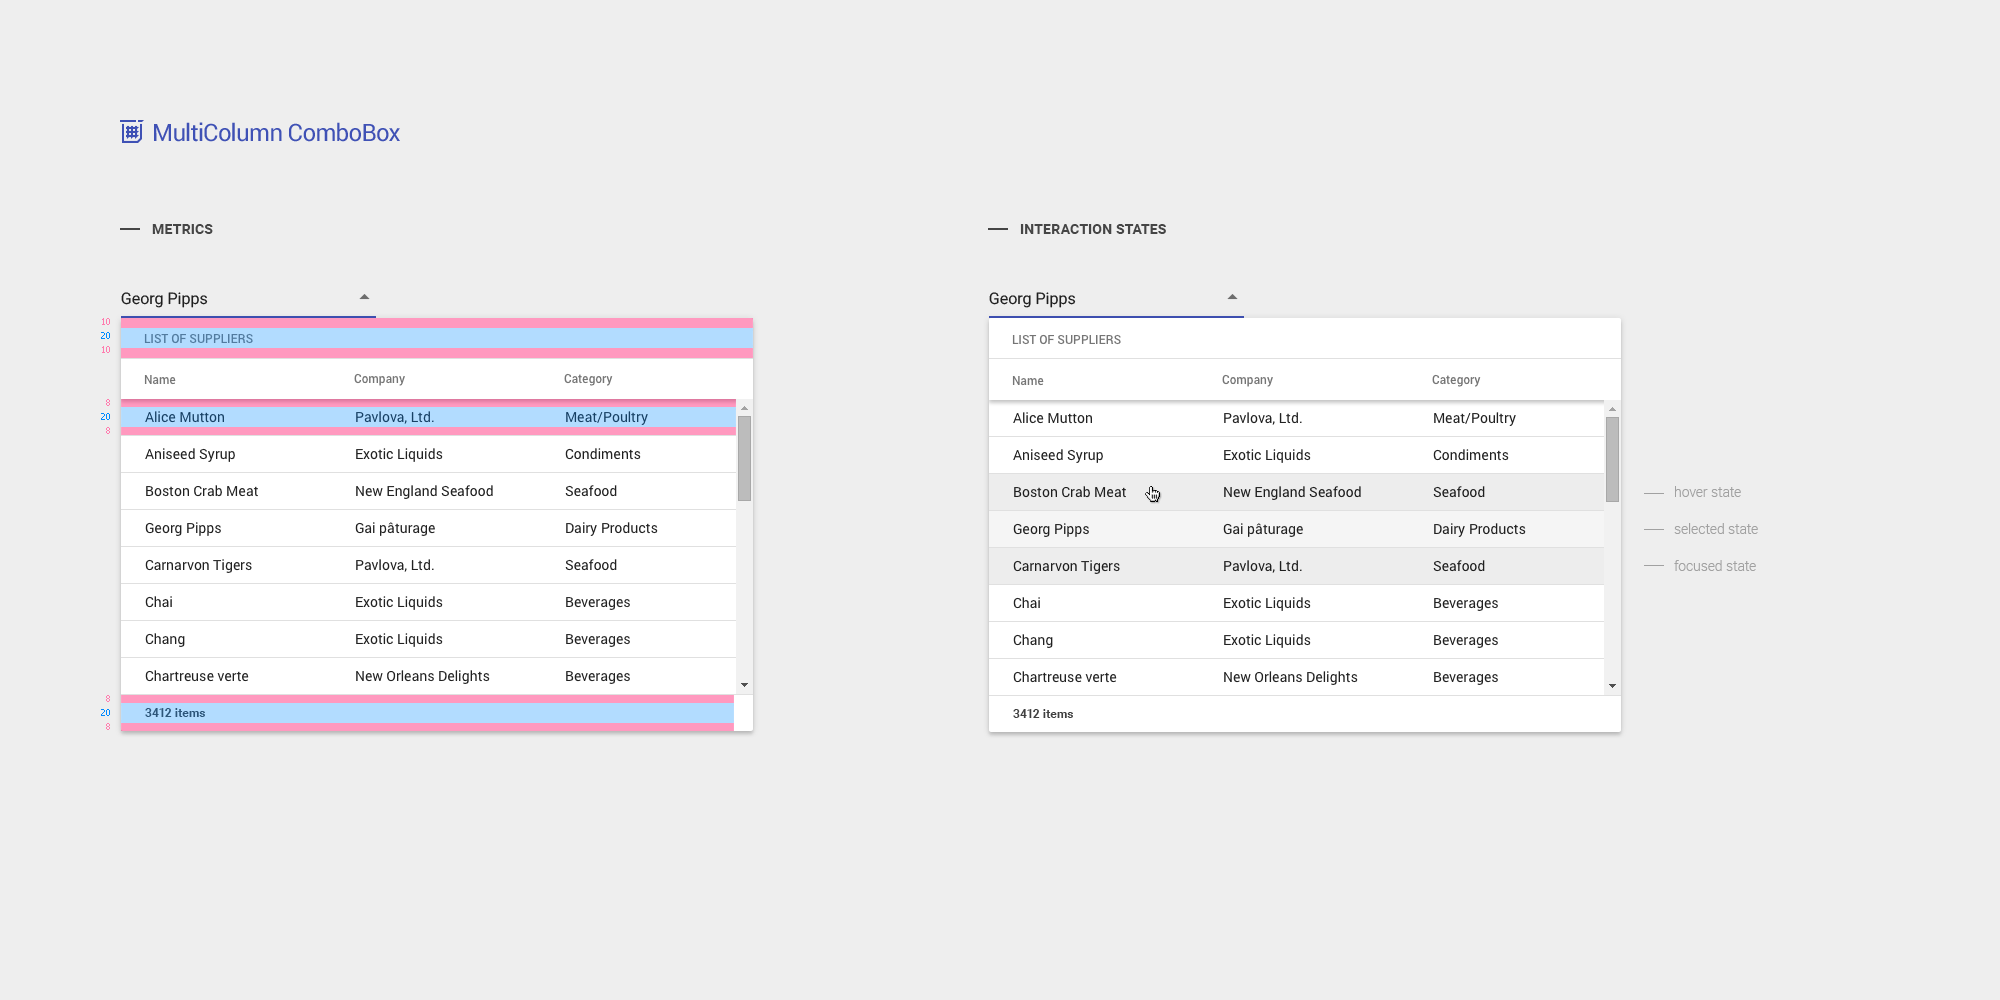 MultiColumn ComboBox
METRICS
Georg Pipps
10
20 LIST OF SUPPLIERS
10
Name Company Category
8
20 Alice Mutton Pavlova, Ltd. Meat/Poultry
8
Aniseed Syrup Exotic Liquids Condiments
Boston Crab Meat New England Seafood Seafood
Georg Pipps Gai pâturage Dairy Products
Carnarvon Tigers Pavlova, Ltd. Seafood
Chai Exotic Liquids Beverages
Chang Exotic Liquids Beverages
Chartreuse verte New Orleans Delights Beverages
8
20 3412 items
8
INTERACTION STATES
Georg Pipps
LIST OF SUPPLIERS
Name Company Category
Alice Mutton Pavlova, Ltd. Meat/Poultry
Aniseed Syrup Exotic Liquids Condiments
Boston Crab Meat New England Seafood Seafood hover state
Georg Pipps Gai pâturage Dairy Products selected state
Carnarvon Tigers Pavlova, Ltd. Seafood focused state
Chai Exotic Liquids Beverages
Chang Exotic Liquids Beverages
Chartreuse verte New Orleans Delights Beverages
3412 items